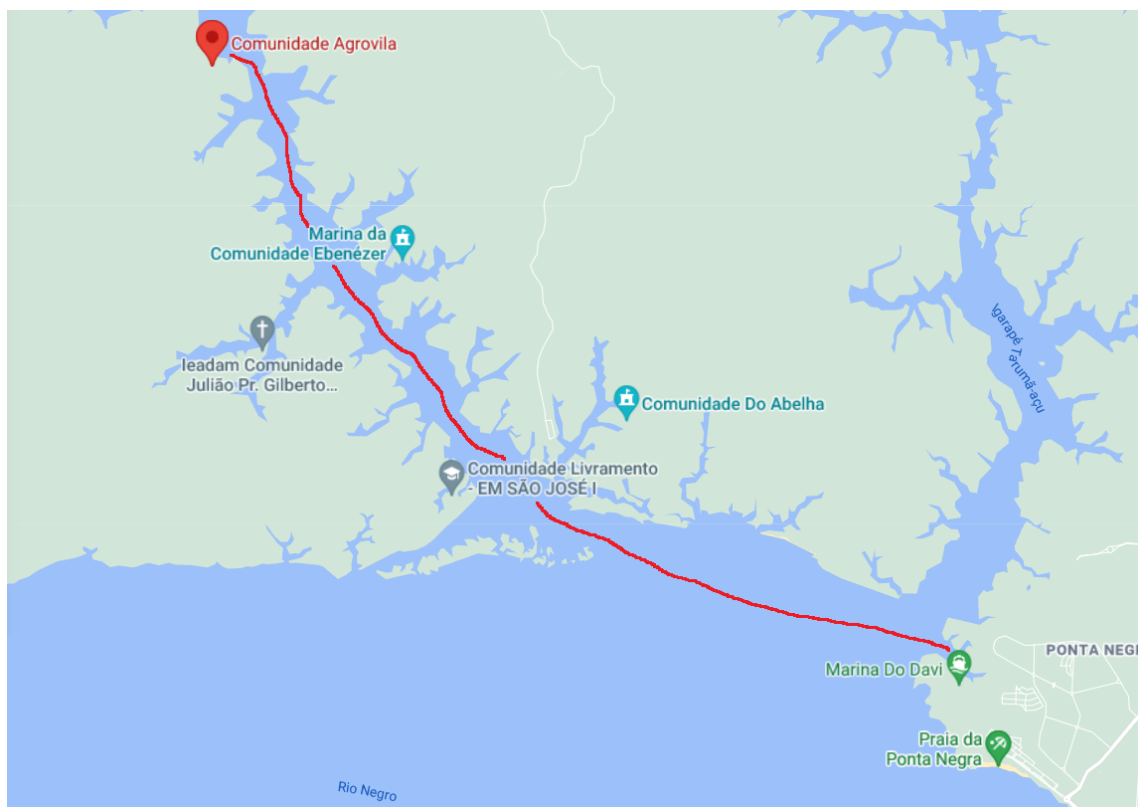 Comunidade Agrovila
Marina da
Comunidade Ebenézer
Ieadam Comunidade
Julião Pr. Gilberto...
Igarapé Tarumã-açu
Comunidade Do Abelha
Comunidade Livramento
- EM SÃO JOSÉ I
PONTA NEG
Marina Do Davi
Praia da
Ponta Negra
Rio Negro